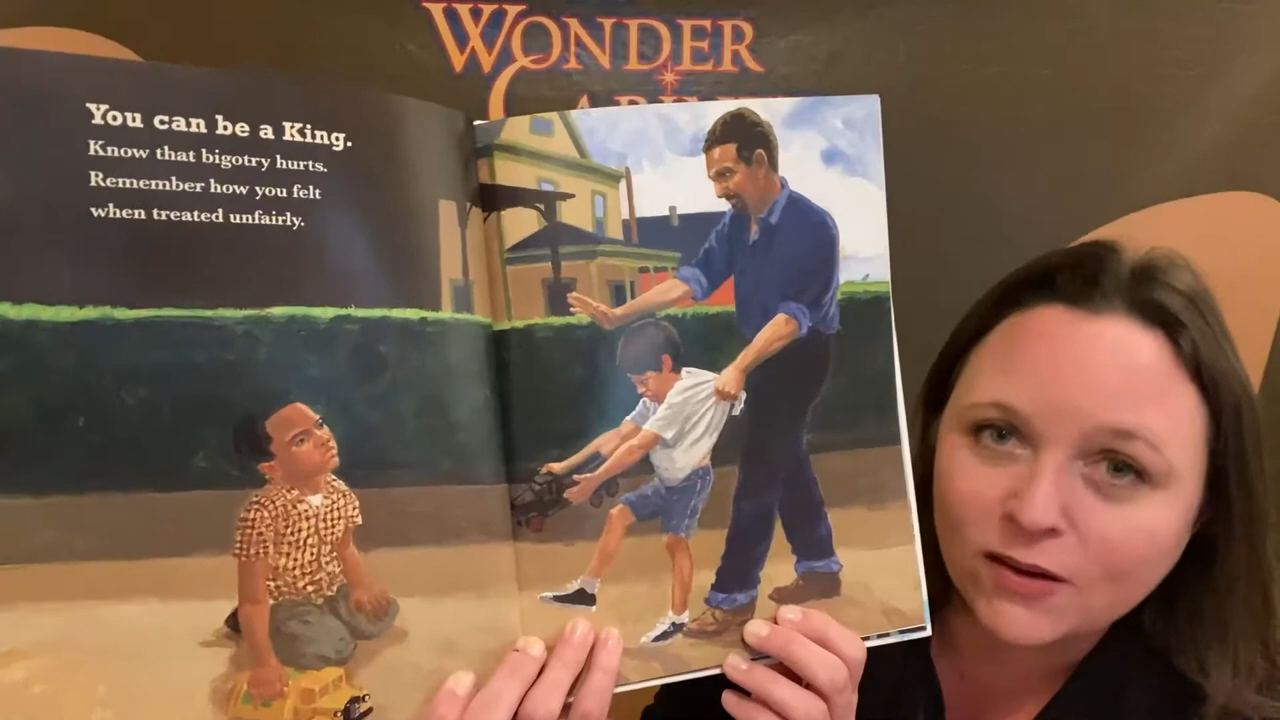 WONDER
You can be a King.
Know that bigotry hurts.
Remember how you felt
when treated unfairly.